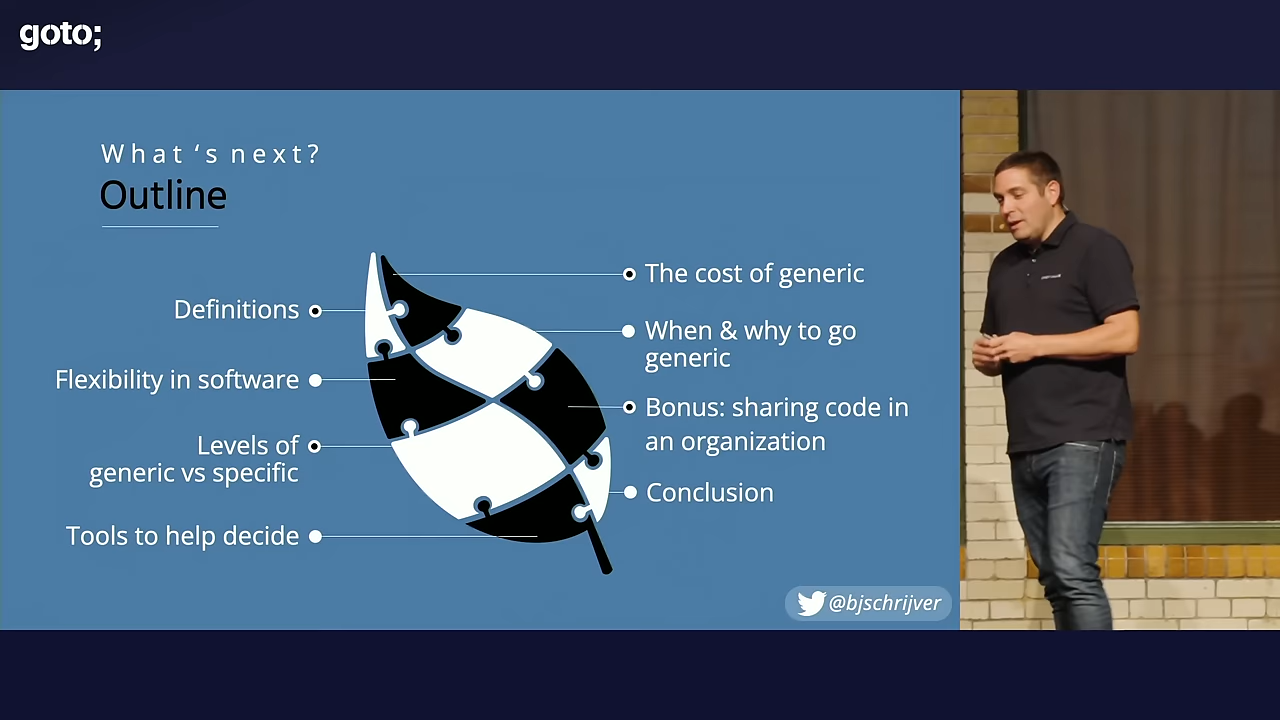 goto;
What ‘s next?
Outline
Definitions
Flexibility in software
Levels of
generic vs specific
Tools to help decide
The cost of generic
When & why to go
generic
Bonus: sharing code in
an organization
Conclusion
@bjschrijver